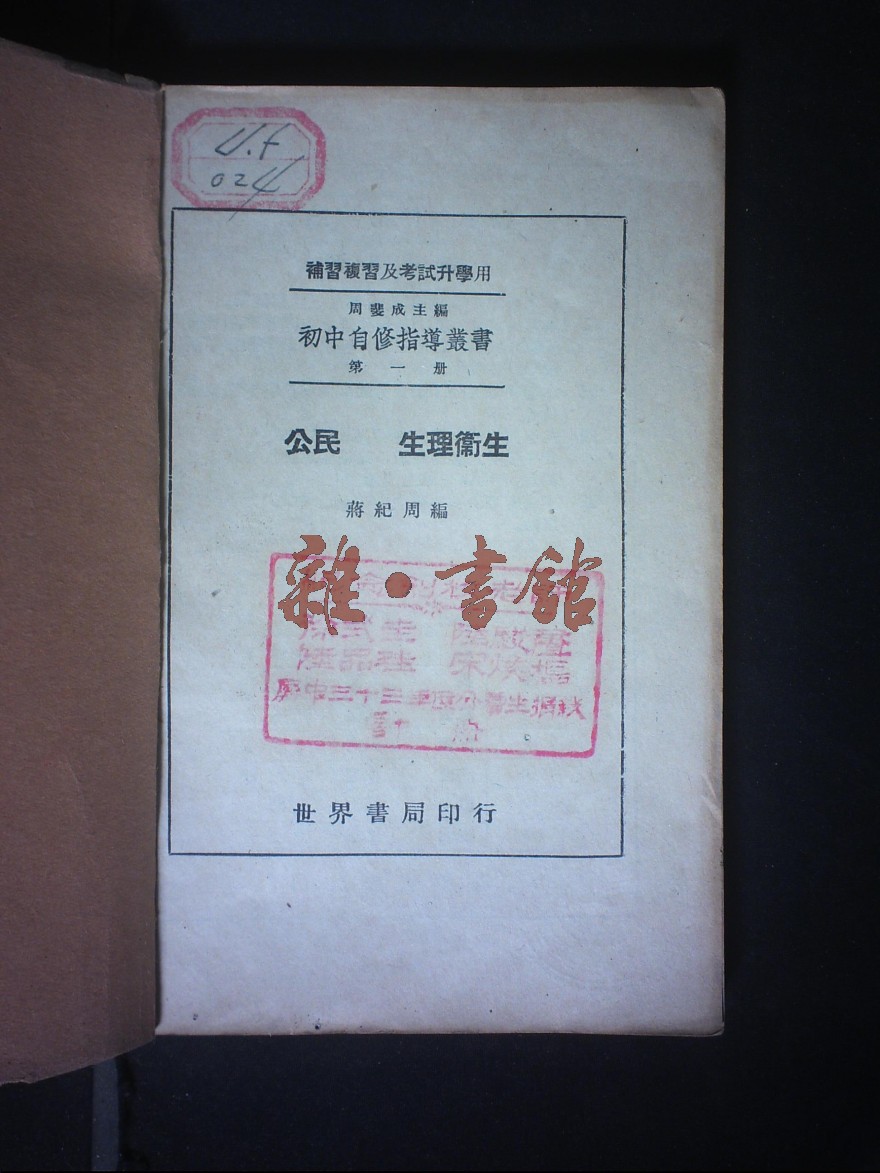 U.f
024
補習複習及考試升學用
周斐成主編
初中自修指導叢書
第一册
公民 生理衞生
蔣紀周編
雜·書館
世界書局印行